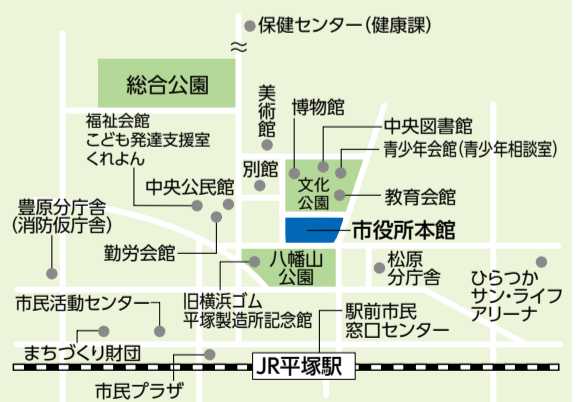 保健センター(健康課)
総合公園
美術館
博物館
福祉会館
こども発達支援室
くれよん
中央図書館
青少年会館(青少年相談室)
別館
文化
公園
中央公民館
教育会館
豊原分庁舎
(消防仮庁舎)
勤労会館
市役所本館
八幡山
公園
松原
分庁舎
ひらつか
サン・ライフ
アリーナ
旧横浜ゴム
平塚製造所記念館
市民活動センター
駅前市民
窓口センター
まちづくり財団
JR平塚駅
市民プラザ